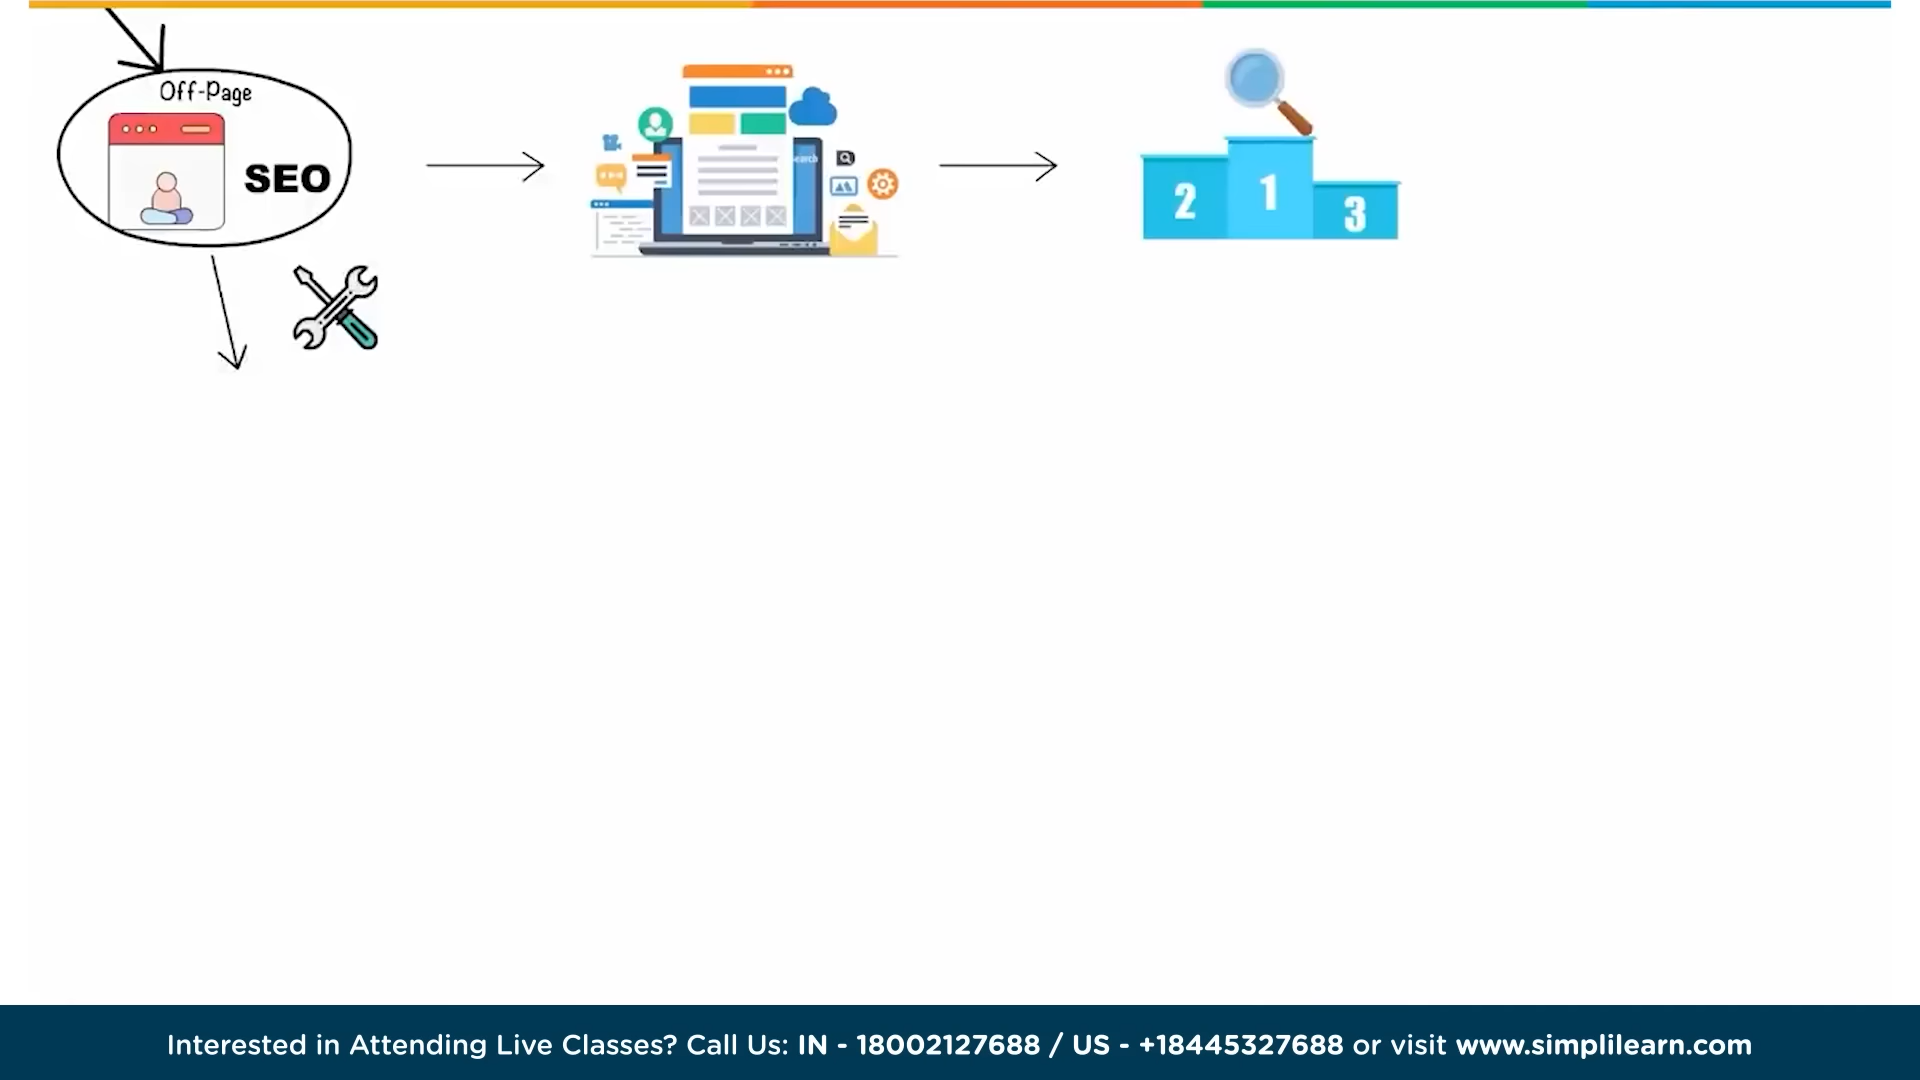 Off-Page
SEO
earch
2
1
3
Interested in Attending Live Classes? Call Us: IN - 18002127688 / US - +18445327688 or visit www.simplilearn.com